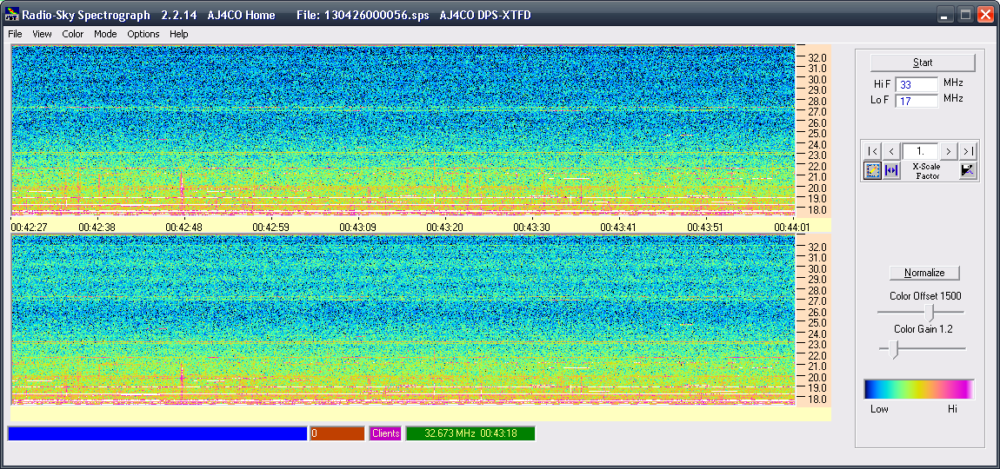 Radio-Sky Spectrograph 2.2.14 AJ4CO Home File: 130426000056.sps AJ4CO DPS-XTFD
File View Color Mode Options Help
32.0
31.0
30.0
29.0
28.0
27.0
26.0
25.0
24.0
23.0
22.0
21.0
20.0
19.0
18.0
00:42:27 00:42:38 00:42:48 00:42:59 00:43:09 00:43:20 00:43:30 00:43:41 00:43:51 00:44:01
32.0
31.0
30.0
29.0
28.0
27.0
26.0
25.0
24.0
23.0
22.0
21.0
20.0
19.0
18.0
0 Clients 32.673 MHz 00:43:18
Start
Hi F 33 MHz
Lo F 17 MHz
|< < 1. > >|
X-Scale
Factor
Normalize
Color Offset 1500
Color Gain 1.2
Low Hi